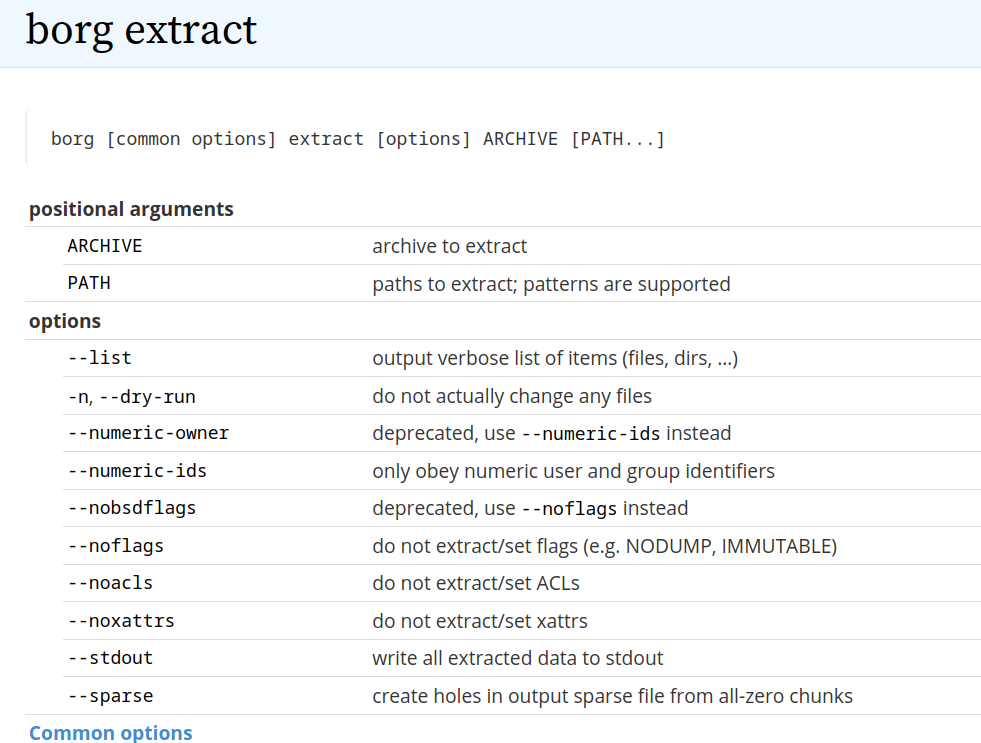 borg extract
borg [common options] extract [options] ARCHIVE [PATH...]
positional arguments
ARCHIVE archive to extract
PATH paths to extract; patterns are supported
options
--list output verbose list of items (files, dirs, ...)
-n, --dry-run do not actually change any files
--numeric-owner deprecated, use --numeric-ids instead
--numeric-ids only obey numeric user and group identifiers
--nobsdflags deprecated, use --noflags instead
--noflags do not extract/set flags (e.g. NODUMP, IMMUTABLE)
--noacls do not extract/set ACLs
--noxattrs do not extract/set xattrs
--stdout write all extracted data to stdout
--sparse create holes in output sparse file from all-zero chunks
Common options